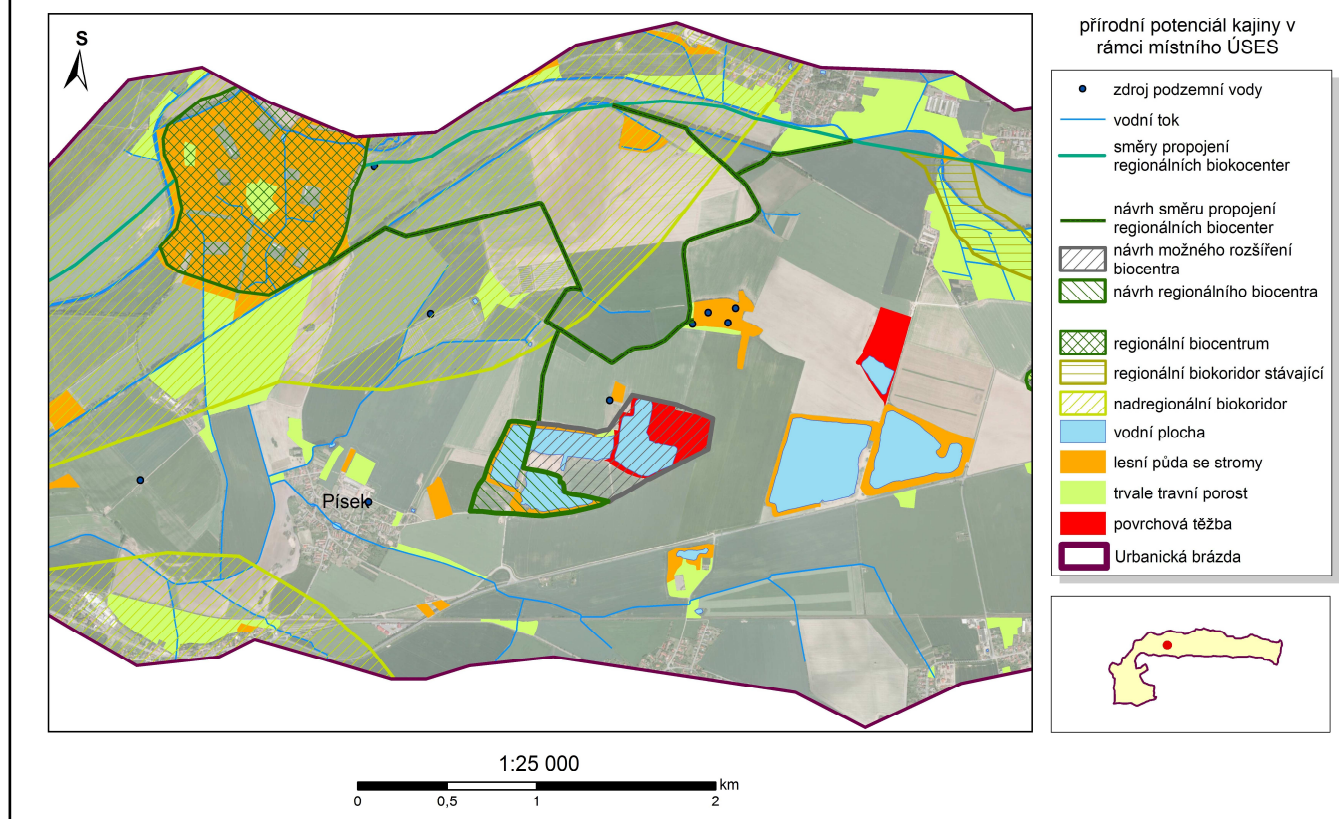 přírodní potenciál kajiny v
rámci místního ÚSES
S
zdroj podzemní vody
vodní tok
směry propojení
regionálních biokocenter
návrh směru propojení
regionálních biocenter
návrh možného rozšíření
biocentra
návrh regionálního biocentra
regionální biocentrum
regionální biokoridor stávající
nadregionální biokoridor
vodní plocha
lesní půda se stromy
trvale travní porost
povrchová těžba
Urbanická brázda
Písek
1:25 000
km
0 0,5 1 2